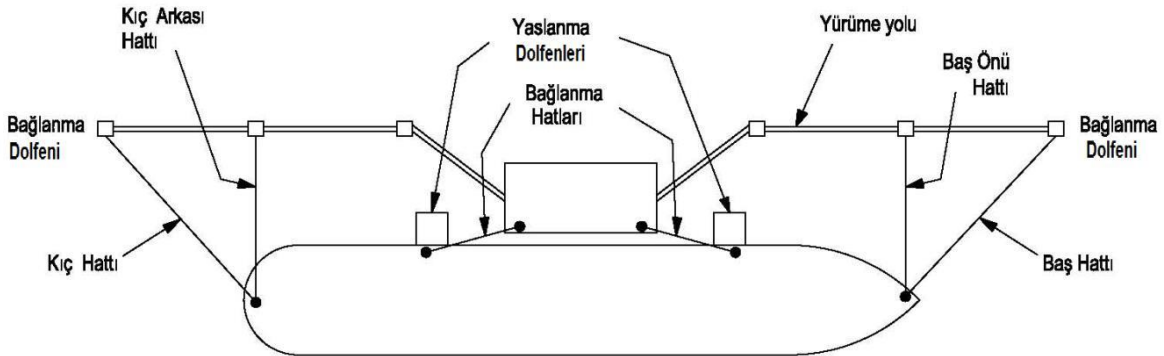 Kıç Arkası
Hattı
Yaslanma
Dolfenleri
Yürüme yolu
Baş Önü
Hattı
Bağlanma
Hatları
Bağlanma
Dolfeni
Bağlanma
Dolfeni
Kıç Hattı
Baş Hattı